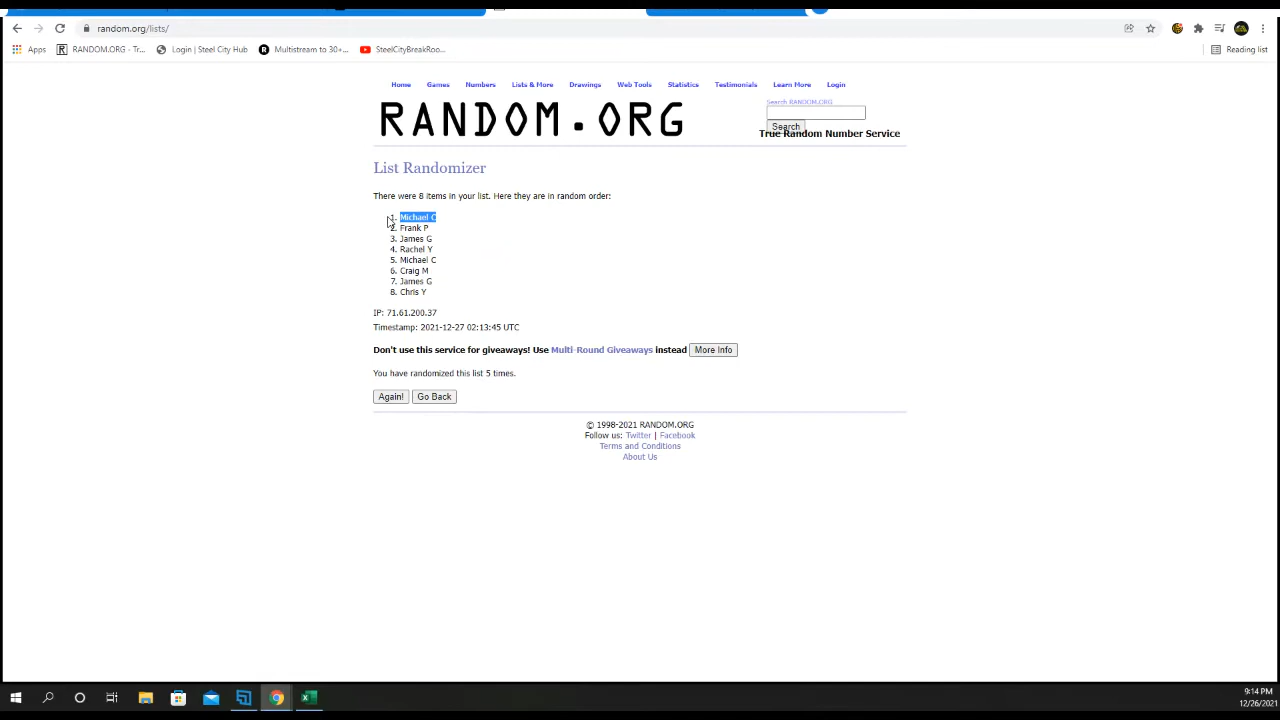 random.org/lists/
Apps
RANDOM.ORG - Tr...
Login | Steel City Hub
Multistream to 30+...
SteelCityBreakRoo...
Reading list
Home Games Numbers Lists & More Drawings Web Tools Statistics Testimonials Learn More Login
RANDOM.ORG
Search RANDOM.ORG
Search
True Random Number Service
List Randomizer
There were 8 items in your list. Here they are in random order:
1. Michael C
2. Frank P
3. James G
4. Rachel Y
5. Michael C
6. Craig M
7. James G
8. Chris Y
IP: 71.61.200.37
Timestamp: 2021-12-27 02:13:45 UTC
Don't use this service for giveaways! Use Multi-Round Giveaways instead More Info
You have randomized this list 5 times.
Again! Go Back
© 1998-2021 RANDOM.ORG
Follow us: Twitter | Facebook
Terms and Conditions
About Us
9:14 PM
12/26/2021